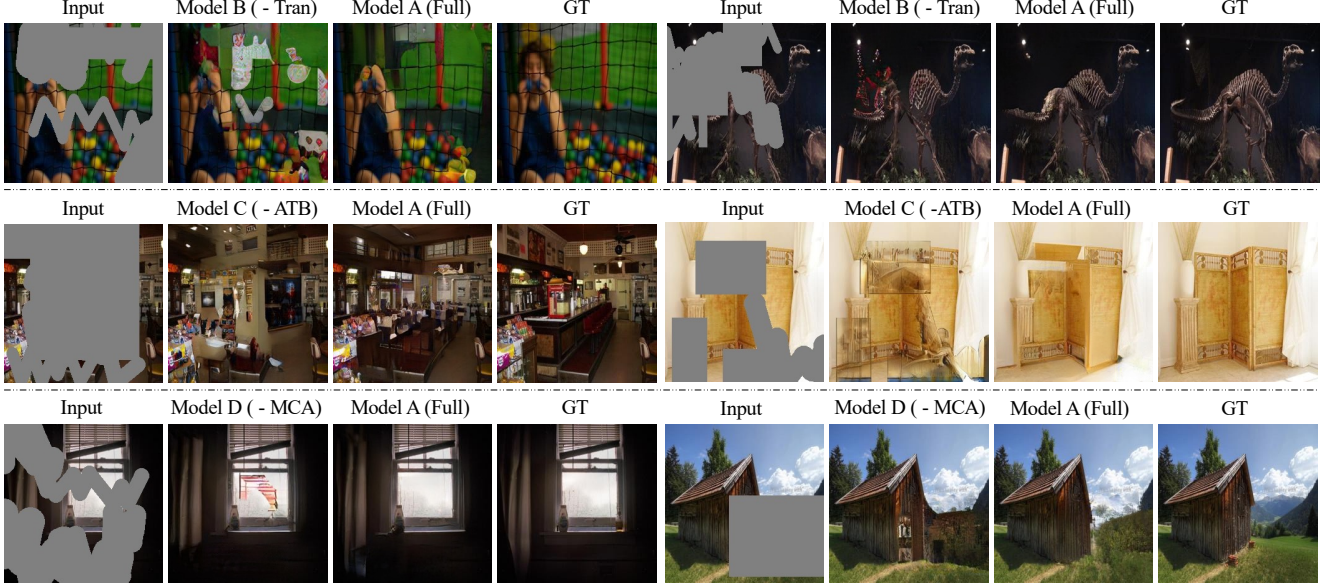 Input Model B ( - Tran) Model A (Full) GT Input Model B ( - Tran) Model A (Full) GT
Input Model C ( - ATB) Model A (Full) GT Input Model C ( -ATB) Model A (Full) GT
Input Model D ( - MCA) Model A (Full) GT Input Model D ( - MCA) Model A (Full) GT